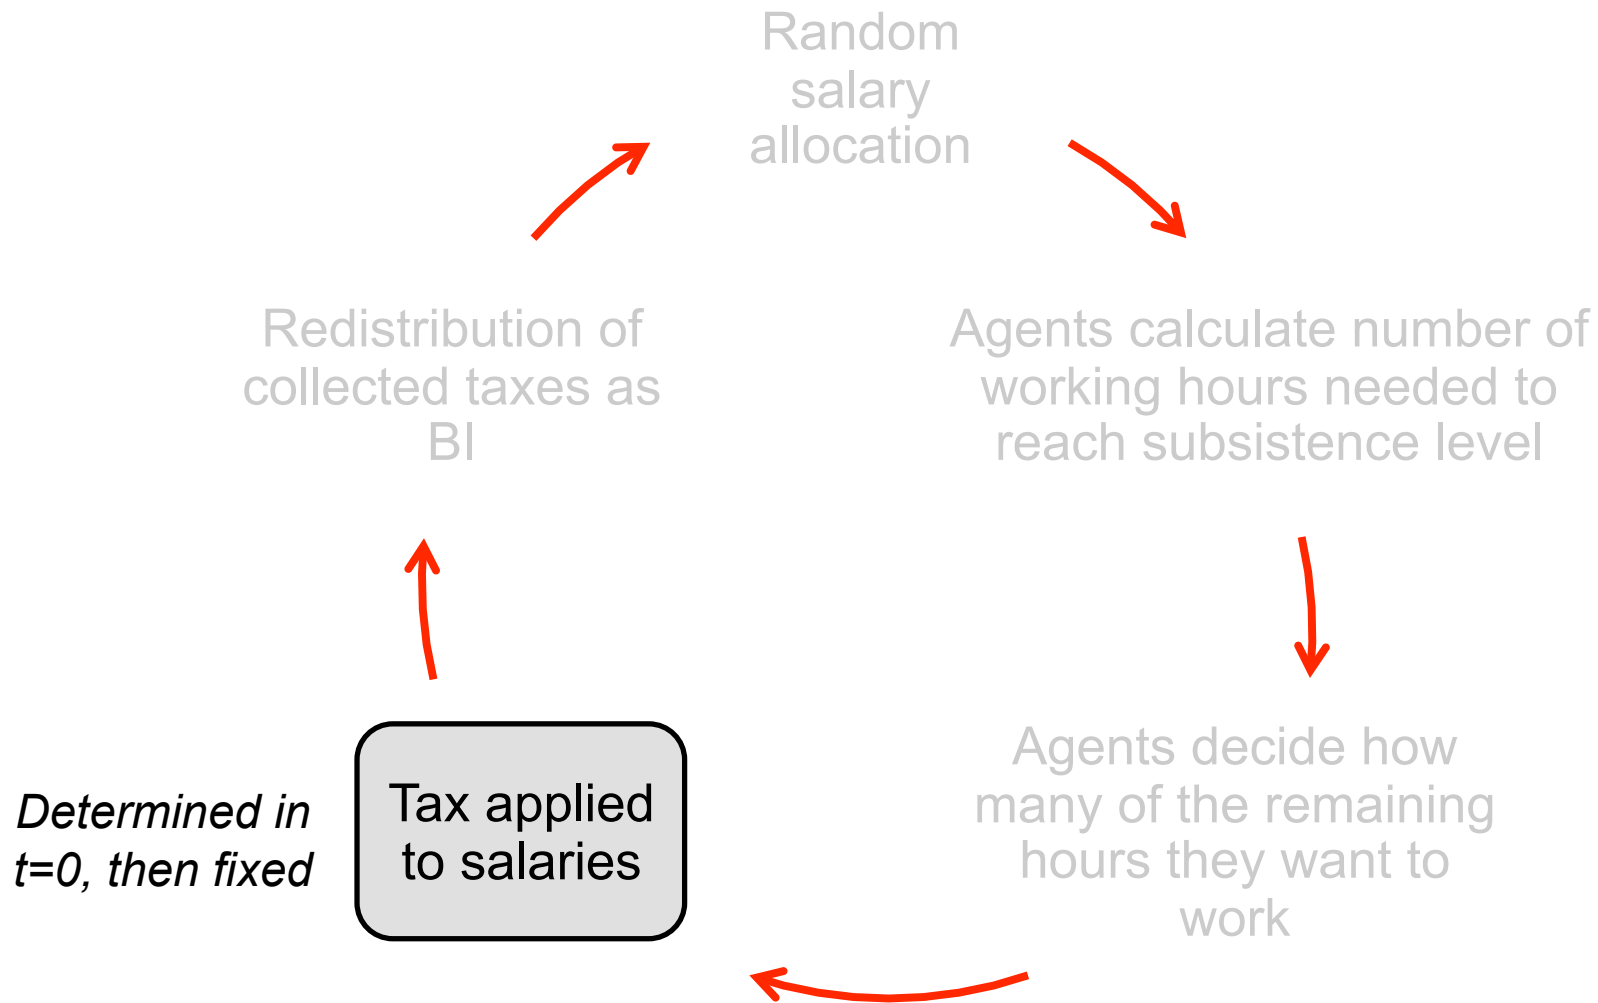 Random
salary
allocation
Agents calculate number of
working hours needed to
reach subsistence level
Agents decide how
many of the remaining
hours they want to
work
Tax applied
to salaries
Determined in
t=0, then fixed
Redistribution of
collected taxes as
BI